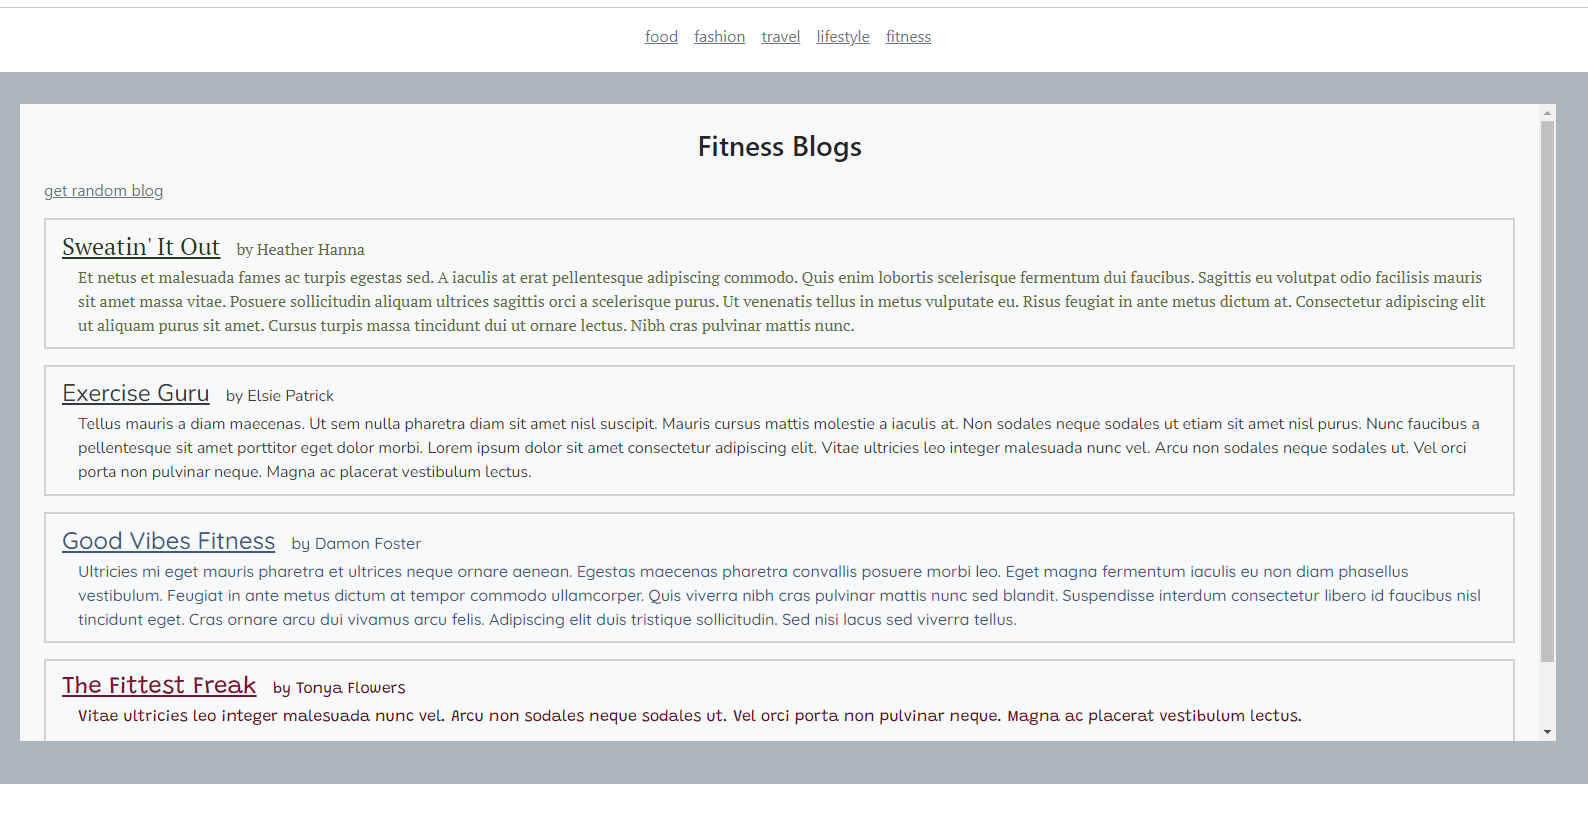 food fashion travel lifestyle fitness
Fitness Blogs
get random blog
Sweatin' It Out by Heather Hanna
Et netus et malesuada fames ac turpis egestas sed. A iaculis at erat pellentesque adipiscing commodo. Quis enim lobortis scelerisque fermentum dui faucibus. Sagittis eu volutpat odio facilisis mauris
sit amet massa vitae. Posuere sollicitudin aliquam ultrices sagittis orci a scelerisque purus. Ut venenatis tellus in metus vulputate eu. Risus feugiat in ante metus dictum at. Consectetur adipiscing elit
ut aliquam purus sit amet. Cursus turpis massa tincidunt dui ut ornare lectus. Nibh cras pulvinar mattis nunc.
Exercise Guru by Elsie Patrick
Tellus mauris a diam maecenas. Ut sem nulla pharetra diam sit amet nisl suscipit. Mauris cursus mattis molestie a iaculis at. Non sodales neque sodales ut etiam sit amet nisl purus. Nunc faucibus a
pellentesque sit amet porttitor eget dolor morbi. Lorem ipsum dolor sit amet consectetur adipiscing elit. Vitae ultricies leo integer malesuada nunc vel. Arcu non sodales neque sodales ut. Vel orci
porta non pulvinar neque. Magna ac placerat vestibulum lectus.
Good Vibes Fitness by Damon Foster
Ultricies mi eget mauris pharetra et ultrices neque ornare aenean. Egestas maecenas pharetra convallis posuere morbi leo. Eget magna fermentum iaculis eu non diam phasellus
vestibulum. Feugiat in ante metus dictum at tempor commodo ullamcorper. Quis viverra nibh cras pulvinar mattis nunc sed blandit. Suspendisse interdum consectetur libero id faucibus nisl
tincidunt eget. Cras ornare arcu dui vivamus arcu felis. Adipiscing elit duis tristique sollicitudin. Sed nisi lacus sed viverra tellus.
The Fittest Freak by Tonya Flowers
Vitae ultricies leo integer malesuada nunc vel. Arcu non sodales neque sodales ut. Vel orci porta non pulvinar neque. Magna ac placerat vestibulum lectus.